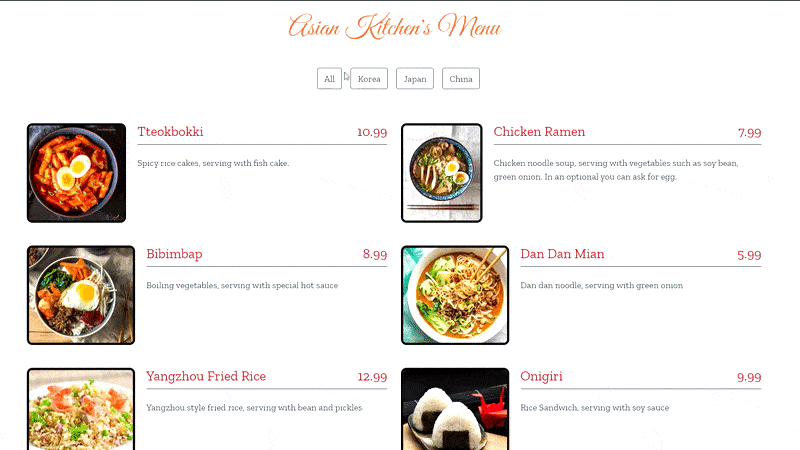 Asian Kitchen's Menu
All Korea Japan China
Tteokbokki 10.99
Spicy rice cakes, serving with fish cake.
Chicken Ramen 7.99
Chicken noodle soup, serving with vegetables such as soy bean,
green onion. In an optional you can ask for egg.
Bibimbap 8.99
Boiling vegetables, serving with special hot sauce
Dan Dan Mian 5.99
Dan dan noodle, serving with green onion
Yangzhou Fried Rice 12.99
Yangzhou style fried rice, serving with bean and pickles
Onigiri 9.99
Rice Sandwich, serving with soy sauce